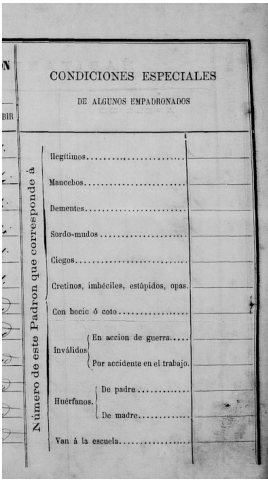 N
CONDICIONES ESPECIALES
DE ALGUNOS EMPADRONADOS
BIR
Número de este Padron que corresponde á
Ilegítimos
Mancebos
Dementes
Sordo-mudos
Ciegos
Cretinos, imbéciles, estúpidos, opas.
Con bocio ó coto
Inválidos
En accion de guerra
Por accidente en el trabajo.
Huérfanos.
De padre
De madre
Van á la escuela